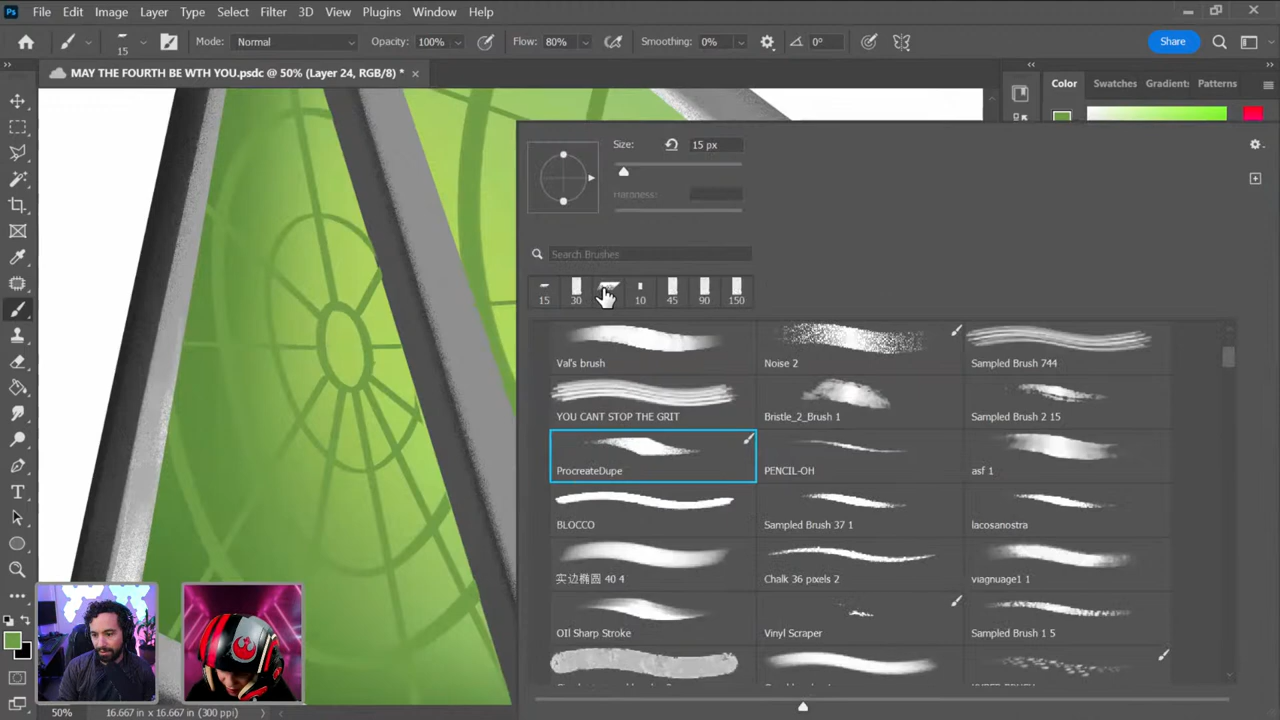 Ps File Edit Image Layer Type Select Filter 3D View Plugins Window Help
15 Mode: Normal Opacity: 100% Flow: 80% Smoothing: 0% 0° Share
MAY THE FOURTH BE WTH YOU.psdc @ 50% (Layer 24, RGB/8) *
Color Swatches Gradients Patterns
Size: 15 px
Hardness:
Search Brushes
15 30 10 45 90 150
Val's brush Noise 2 Sampled Brush 744
YOU CANT STOP THE GRIT Bristle_2_Brush 1 Sampled Brush 2 15
ProcreateDupe PENCIL-OH asf 1
BLOCCO Sampled Brush 37 1 lacosanostra
实边椭圆 40 4 Chalk 36 pixels 2 viagnuage1 1
OIl Sharp Stroke Vinyl Scraper Sampled Brush 1 5
50% 16.667 in x 16.667 in (300 ppi)